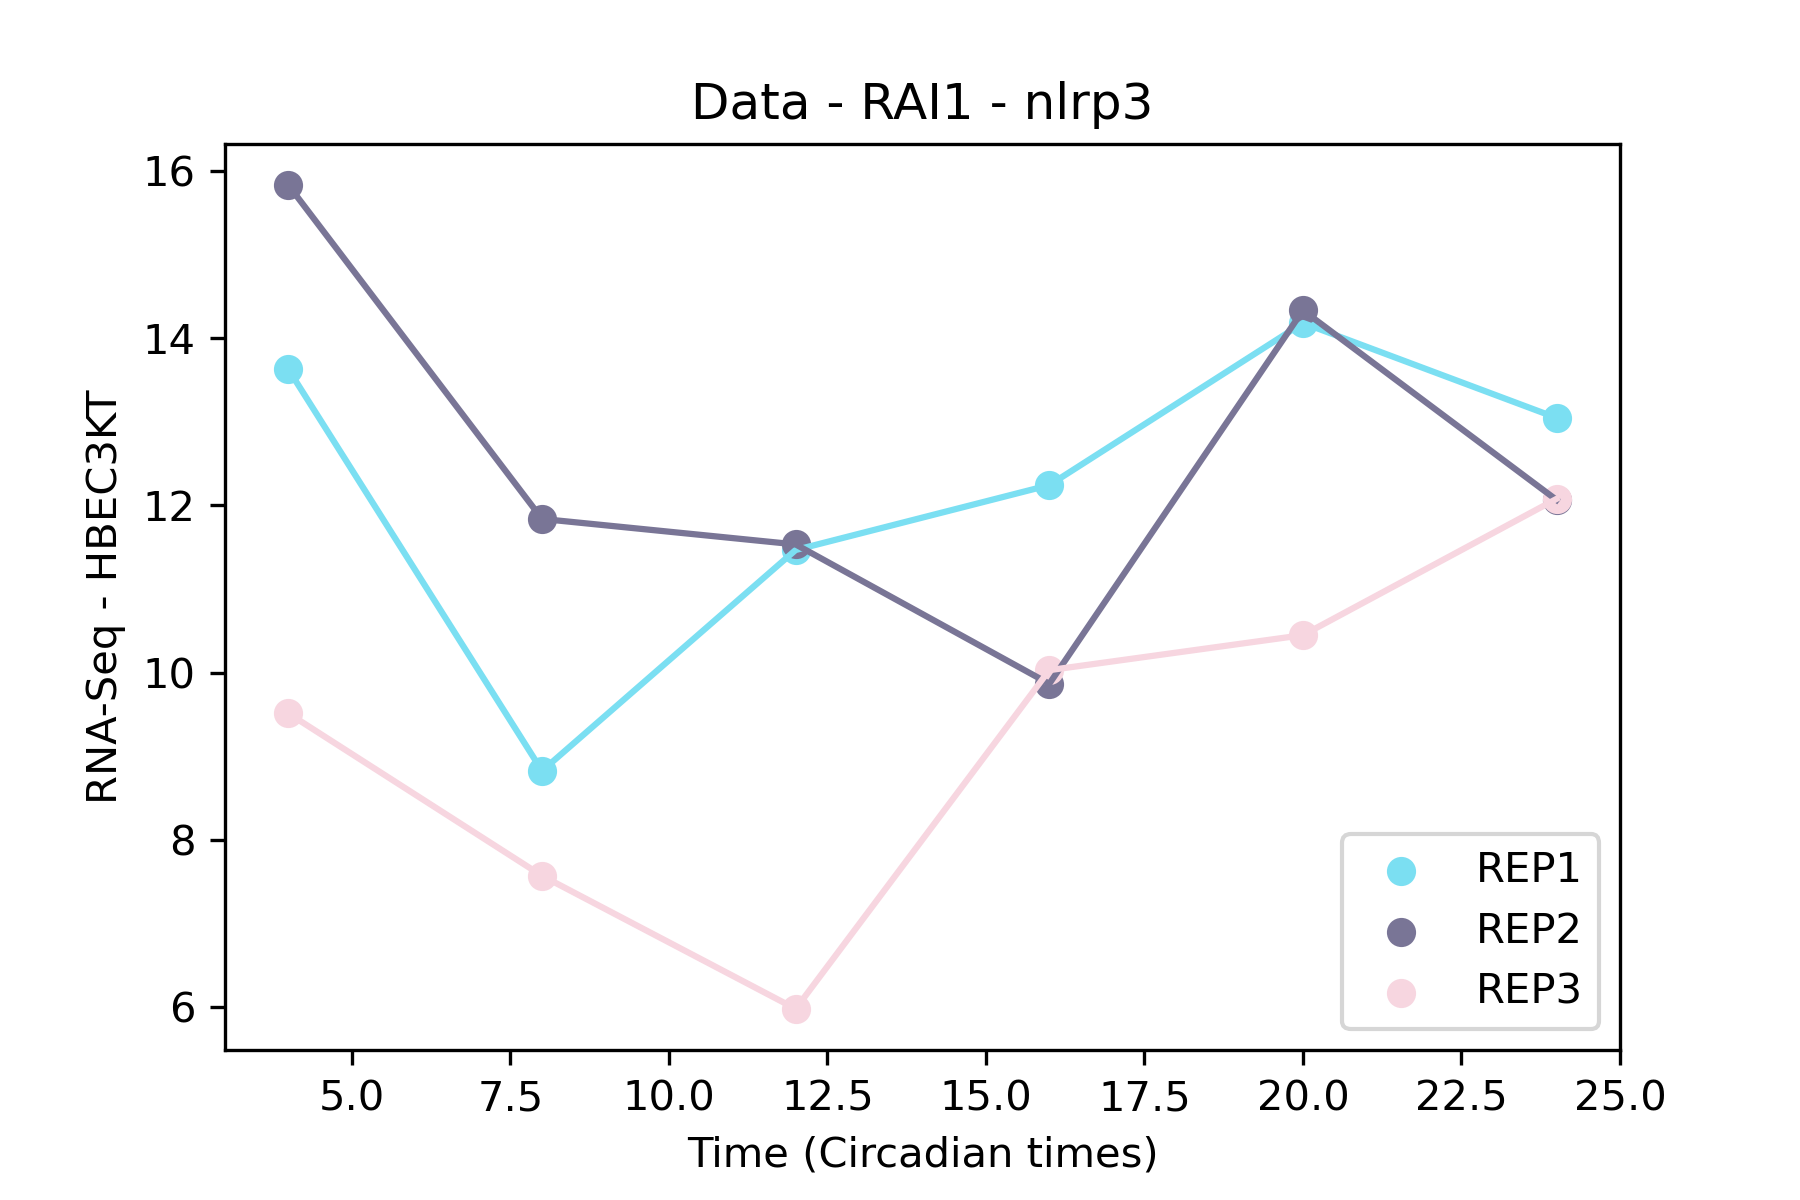 Data - RAI1 - nlrp3
RNA-Seq - HBEC3KT
16
14
12
10
8
6
REP1
REP2
REP3
5.0 7.5 10.0 12.5 15.0 17.5 20.0 22.5 25.0
Time (Circadian times)